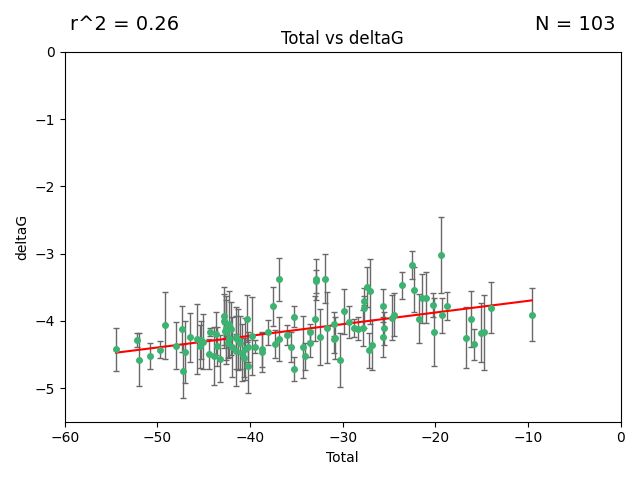 r^2 = 0.26
N = 103
Total vs deltaG
0
−1
−2
−3
−4
−5
deltaG
−60
−50
−40
−30
−20
−10
0
Total